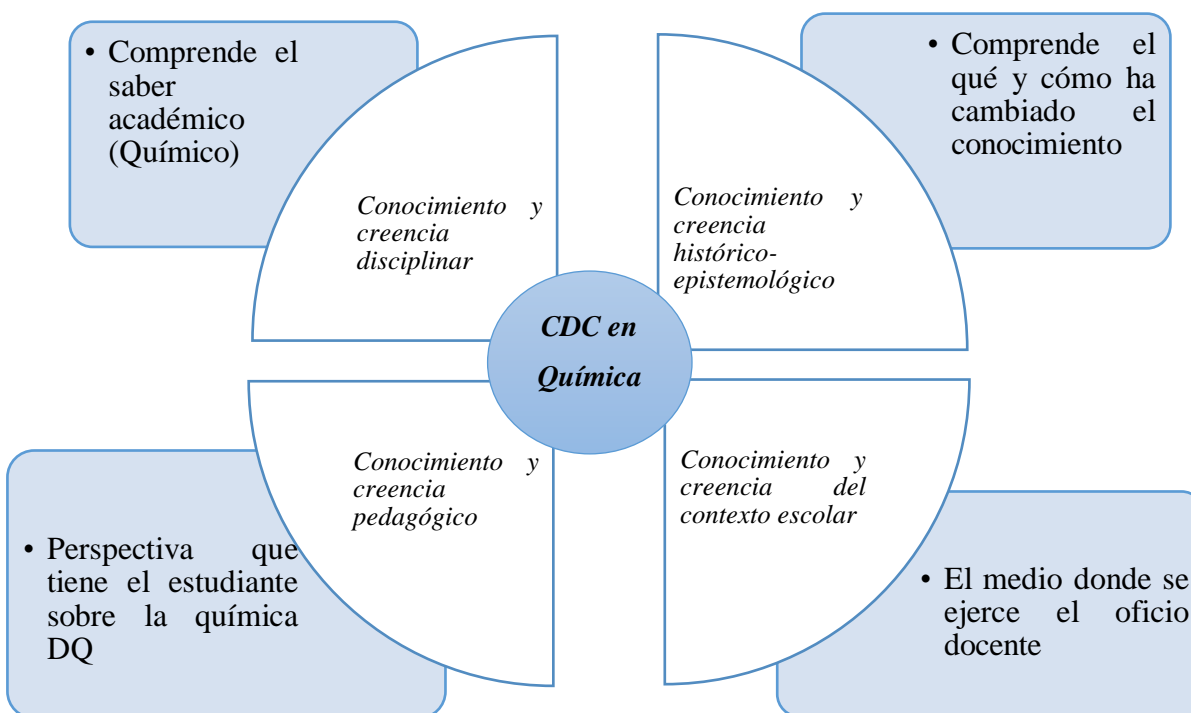 • Comprende el
saber
académico
(Químico)
• Comprende el
qué y cómo ha
cambiado el
conocimiento
Conocimiento y
creencia
disciplinar
Conocimiento y
creencia
histórico-
epistemológico
CDC en
Química
Conocimiento y
creencia
pedagógico
Conocimiento y
creencia del
contexto escolar
• Perspectiva que
tiene el estudiante
sobre la química
DQ
• El medio donde se
ejerce el oficio
docente